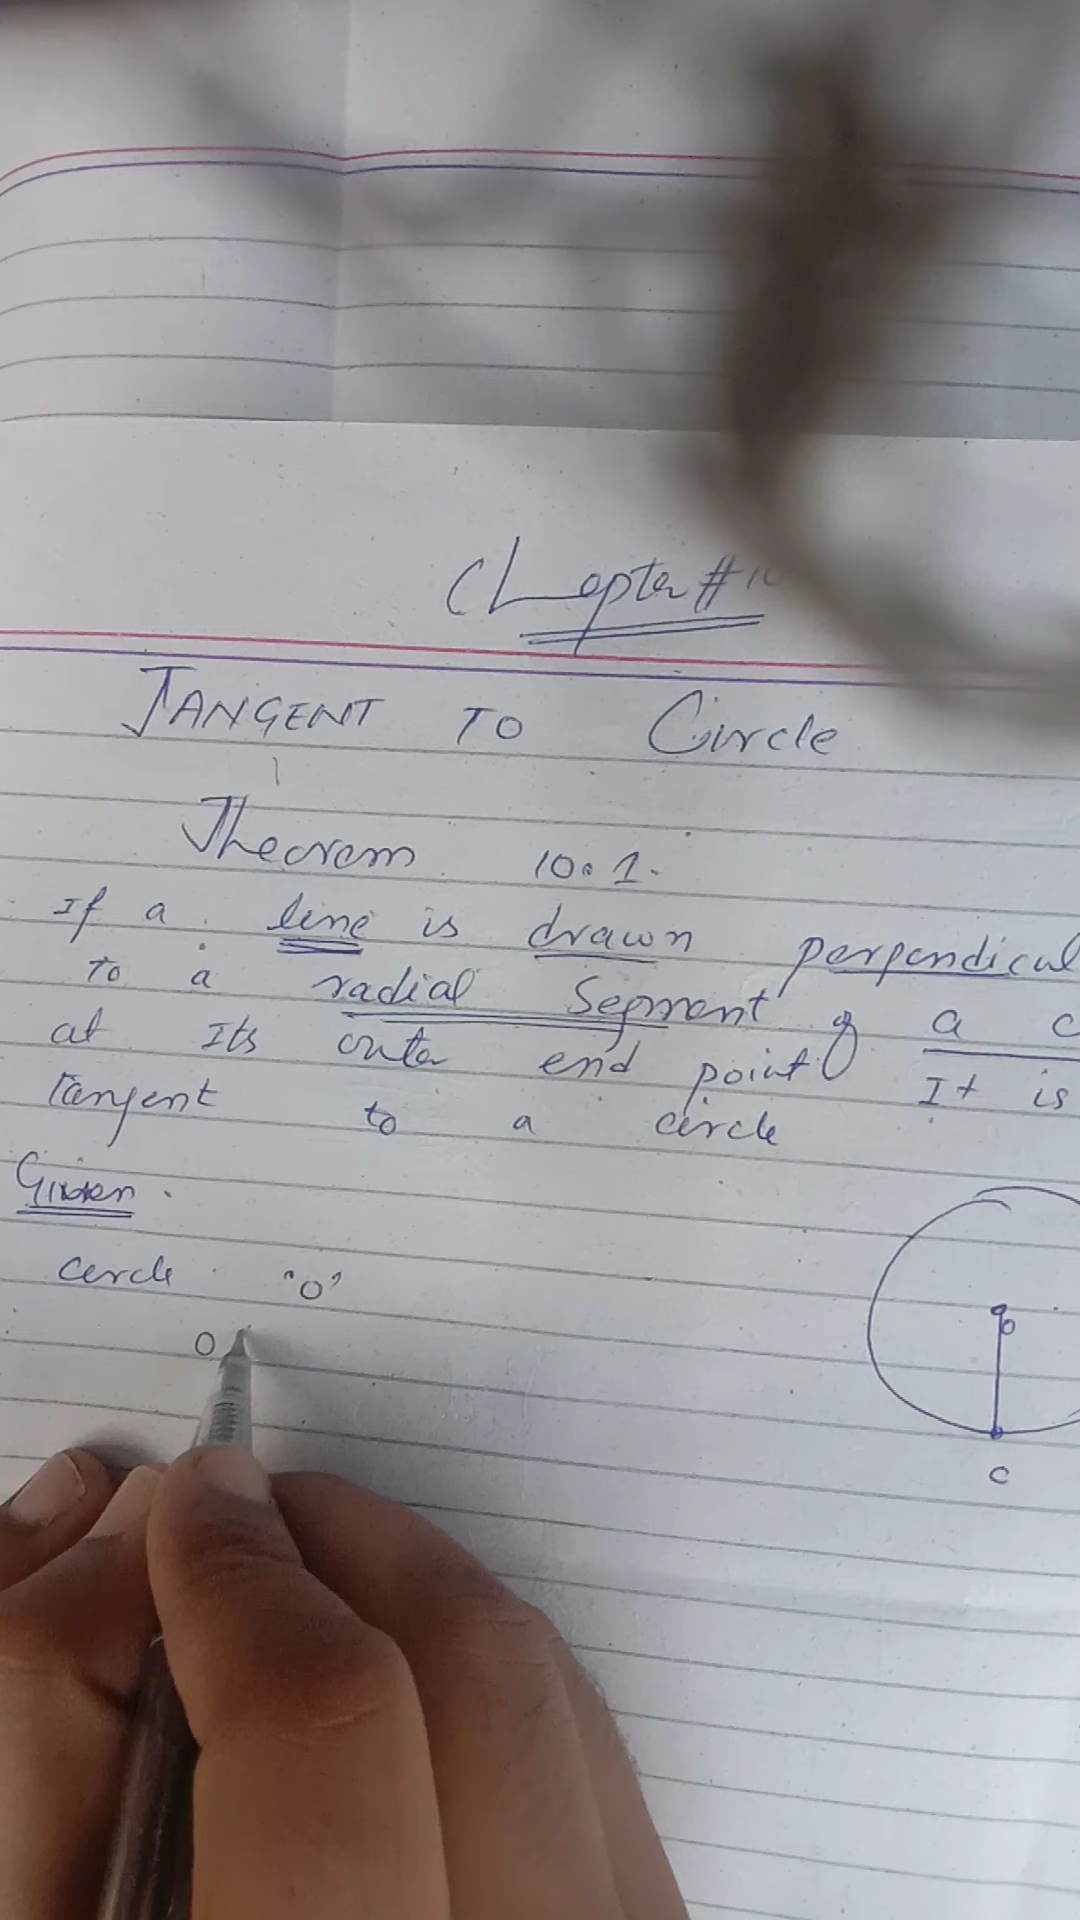 Chapter # 10
TANGENT TO Circle
Theorem 10.1.
If a line is drawn perpendicul
to a radial Segment of a c
at Its outer end point It is
tangent to a circle
Given.
circle "O"
O
O
C